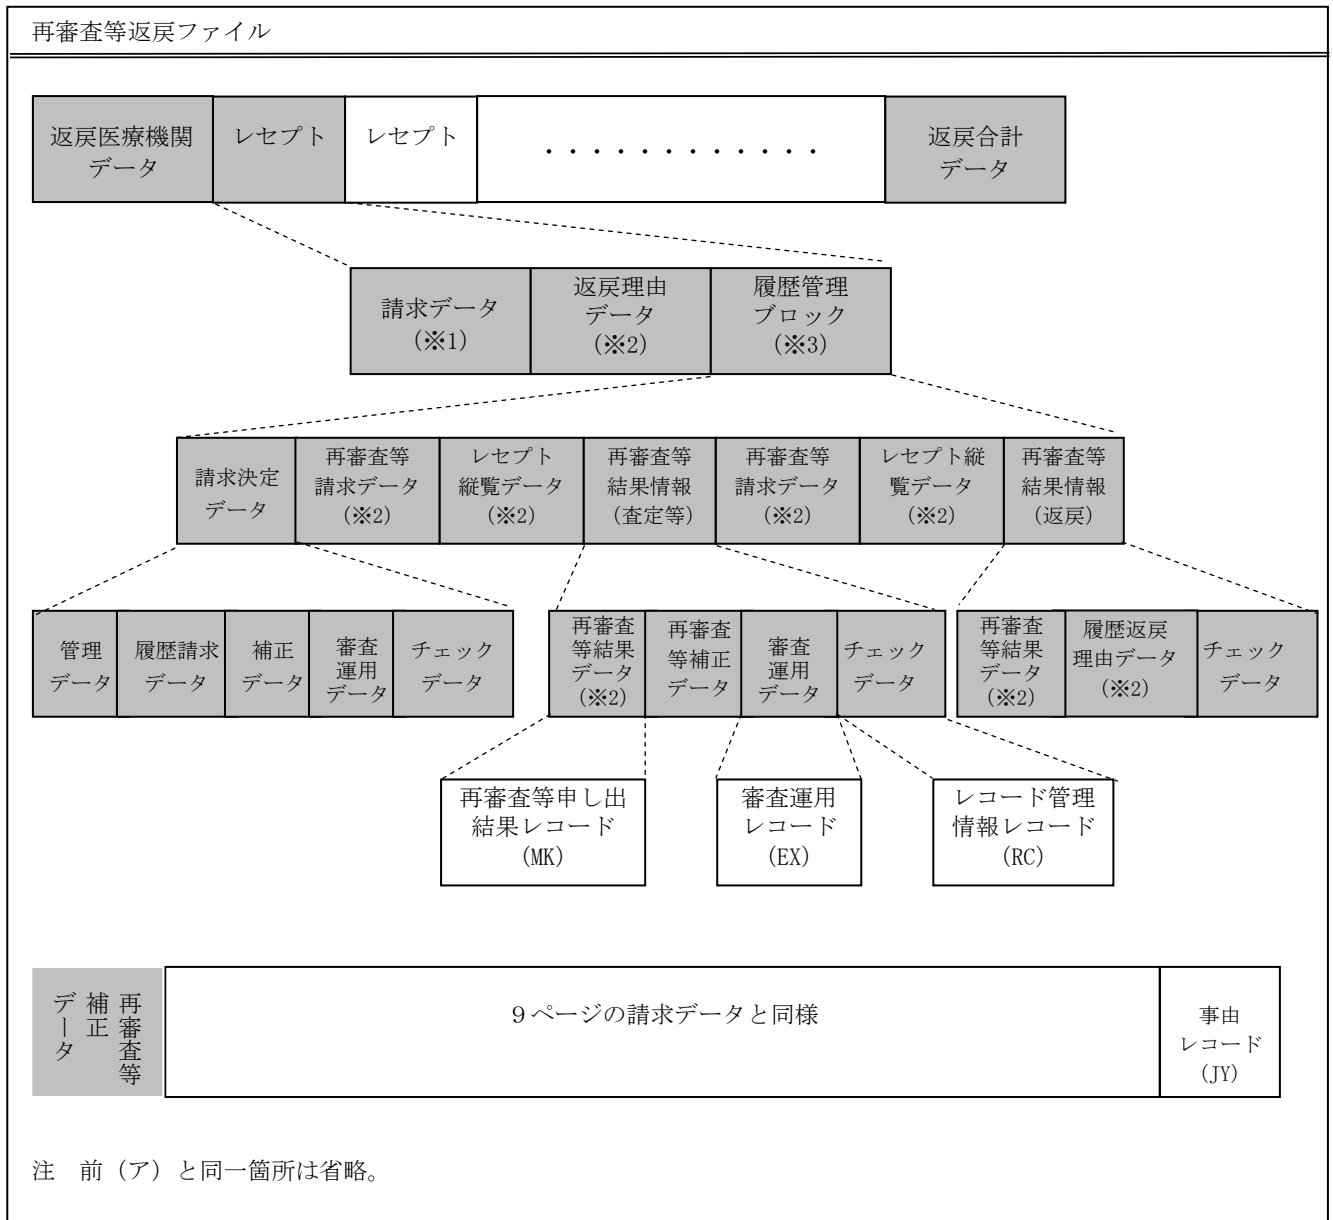 再審査等返戻ファイル
返戻医療機関
データ
レセプト
レセプト
・・・・・・・・・・・・
返戻合計
データ
請求データ
（※1）
返戻理由
データ
（※2）
履歴管理
ブロック
（※3）
請求決定
データ
再審査等
請求データ
（※2）
レセプト
縦覧データ
（※2）
再審査等
結果情報
（査定等）
再審査等
請求データ
（※2）
レセプト縦
覧データ
（※2）
再審査等
結果情報
（返戻）
管理
データ
履歴請求
データ
補正
データ
審査
運用
データ
チェック
データ
再審査
等結果
データ
（※2）
再審査
等補正
データ
審査
運用
データ
チェック
データ
再審査
等結果
データ
（※2）
履歴返戻
理由データ
（※2）
チェック
データ
再審査等申し出
結果レコード
（MK）
審査運用
レコード
（EX）
レコード管理
情報レコード
（RC）
再審査等
補正
データ
９ページの請求データと同様
事由
レコード
（JY）
注　前（ア）と同一箇所は省略。